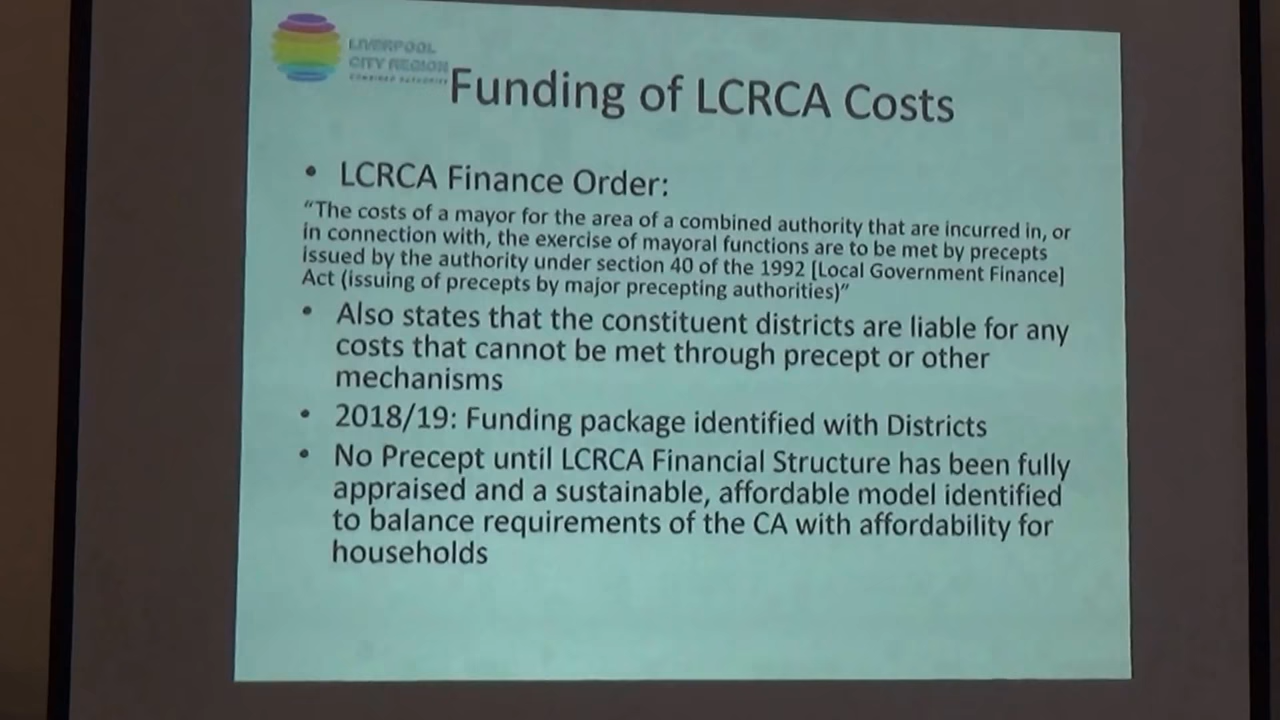 LIVERPOOL
CITY REGION
COMBINED AUTHORITY
Funding of LCRCA Costs
• LCRCA Finance Order:
“The costs of a mayor for the area of a combined authority that are incurred in, or
in connection with, the exercise of mayoral functions are to be met by precepts
issued by the authority under section 40 of the 1992 [Local Government Finance]
Act (issuing of precepts by major precepting authorities)”
• Also states that the constituent districts are liable for any
costs that cannot be met through precept or other
mechanisms
• 2018/19: Funding package identified with Districts
• No Precept until LCRCA Financial Structure has been fully
appraised and a sustainable, affordable model identified
to balance requirements of the CA with affordability for
households